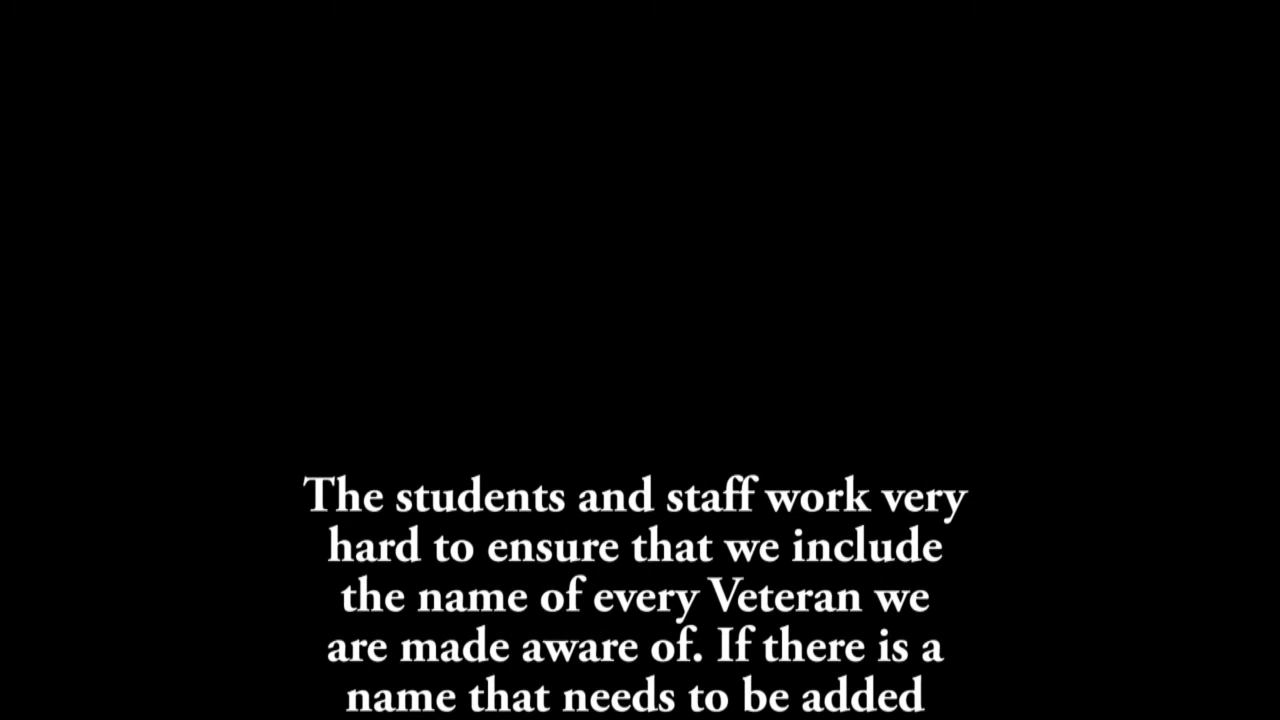 The students and staff work very
hard to ensure that we include
the name of every Veteran we
are made aware of. If there is a
name that needs to be added